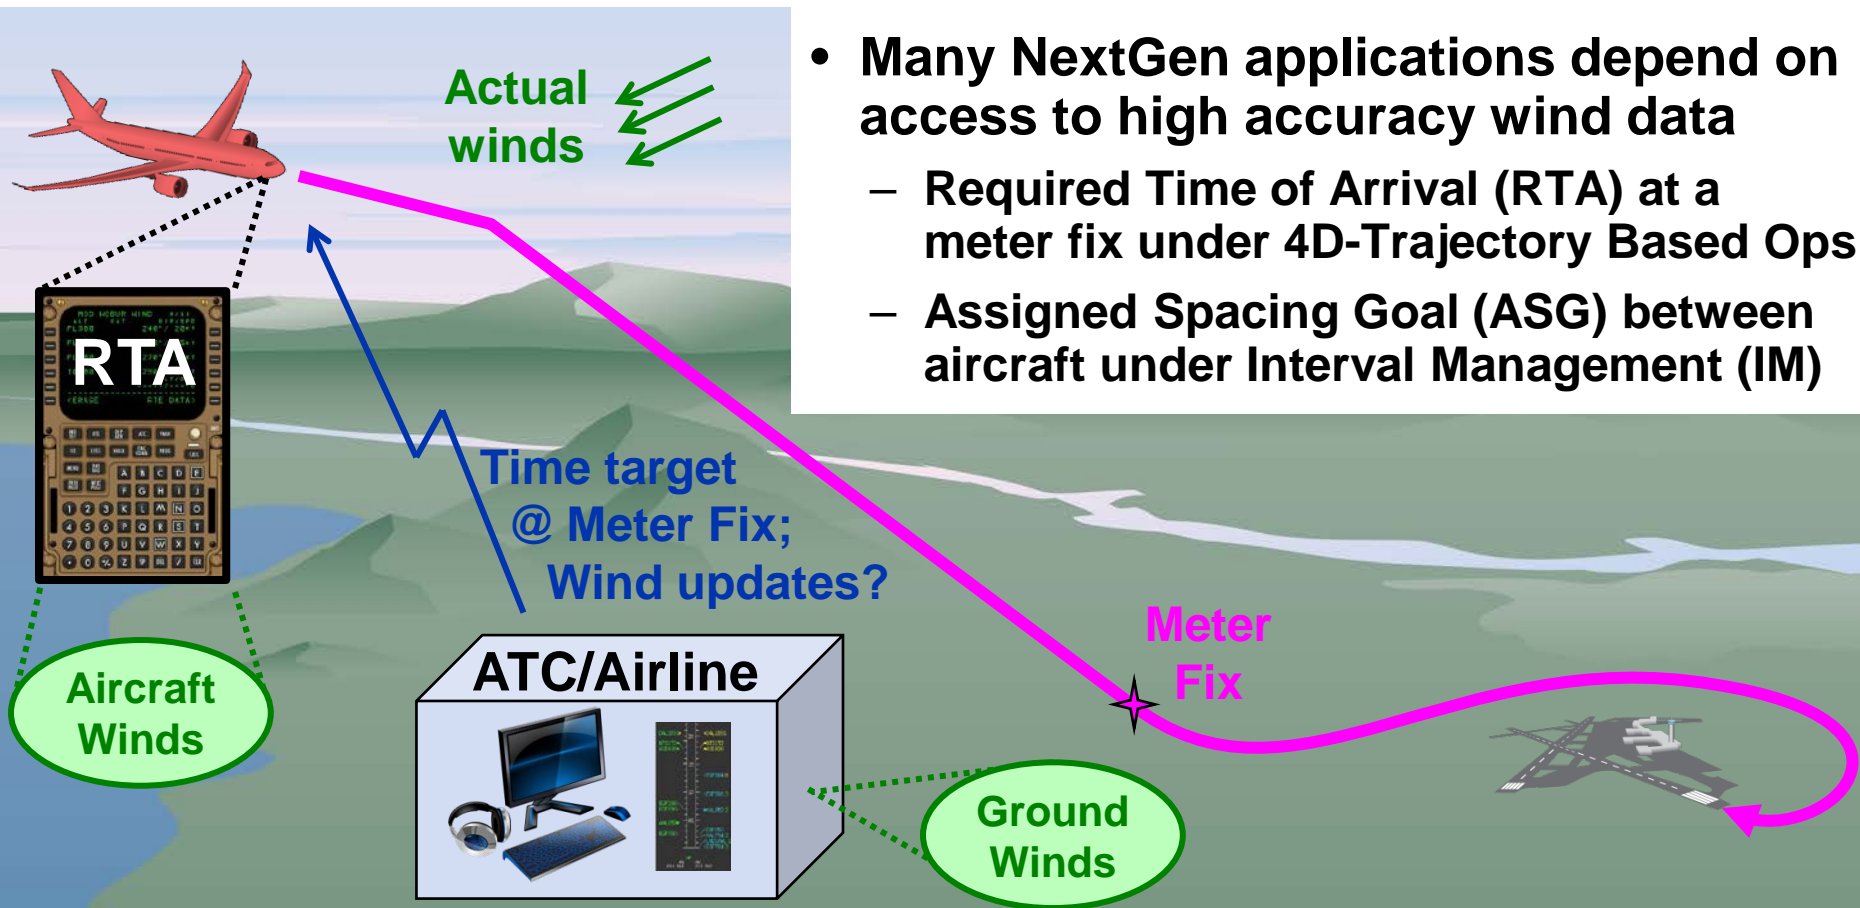 Actual
winds
• Many NextGen applications depend on
access to high accuracy wind data
– Required Time of Arrival (RTA) at a
meter fix under 4D-Trajectory Based Ops
– Assigned Spacing Goal (ASG) between
aircraft under Interval Management (IM)
RTA
Time target
@ Meter Fix;
Wind updates?
Meter
Fix
ATC/Airline
Aircraft
Winds
Ground
Winds